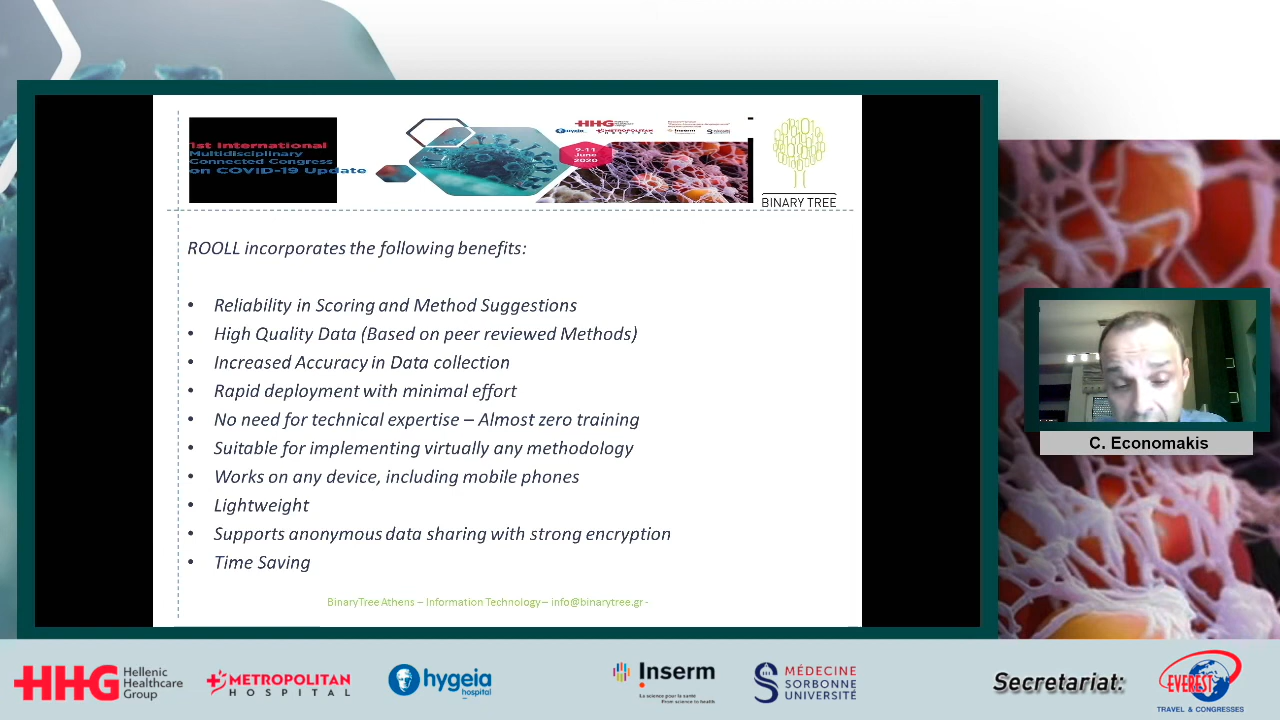 1st International
Multidisciplinary
Connected Congress
on COVID-19 Update
HHG
hygeia
METROPOLITAN
Inserm
9-11
June
2020
BINARY TREE
ROOLL incorporates the following benefits:
• Reliability in Scoring and Method Suggestions
• High Quality Data (Based on peer reviewed Methods)
• Increased Accuracy in Data collection
• Rapid deployment with minimal effort
• No need for technical expertise – Almost zero training
• Suitable for implementing virtually any methodology
• Works on any device, including mobile phones
• Lightweight
• Supports anonymous data sharing with strong encryption
• Time Saving
BinaryTree Athens – Information Technology – info@binarytree.gr -
C. Economakis
HHG Hellenic
Healthcare
Group
METROPOLITAN
HOSPITAL
hygeia
hospital
Inserm
La science pour la santé
From science to health
MÉDECINE
SORBONNE
UNIVERSITÉ
Secretariat:
EVEREST
TRAVEL & CONGRESSES